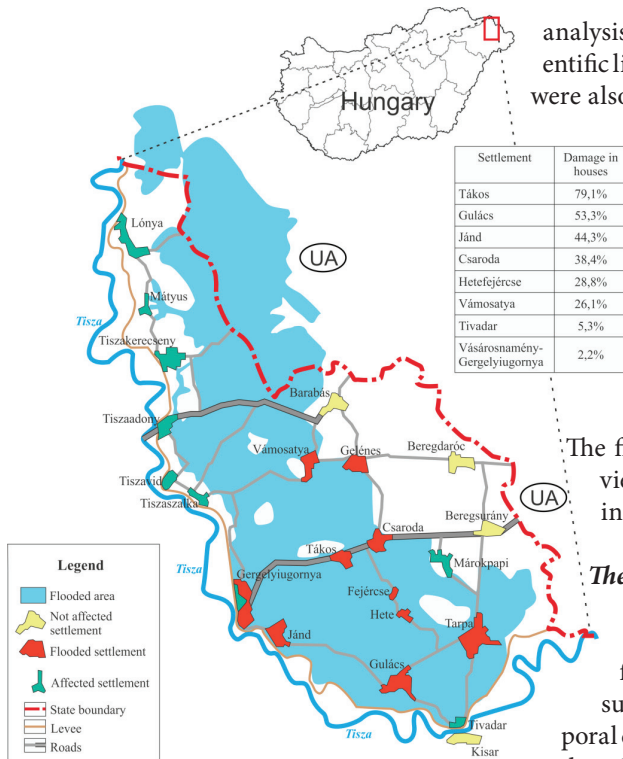 analysis
entific li
were also
Hungary
Settlement Damage in houses
Tákos 79,1%
Gulács 53,3%
Jánd 44,3%
Csaroda 38,4%
Hetefejércse 28,8%
Vámosatya 26,1%
Tivadar 5,3%
Vásárosnamény-
Gergelyiugornya 2,2%
Lónya
UA
Mátyus
Tisza
Tiszakerecseny
Barabás
Tiszaadony
Vámosatya
Gelénes
Beregdaróc
The f
vic
in
Tiszavid
Tiszaszalka
UA
Beregsurány
Csaroda
Tákos
Márokpapi
Tisza
Gergelyiugornya
The
Fejércse
Hete
Jánd
Tarpa
Gulács
f
su
poral
Tivadar
Kisar
Tisza
Legend
Flooded area
Not affected
settlement
Flooded settlement
Affected settlement
State boundary
Levee
Roads